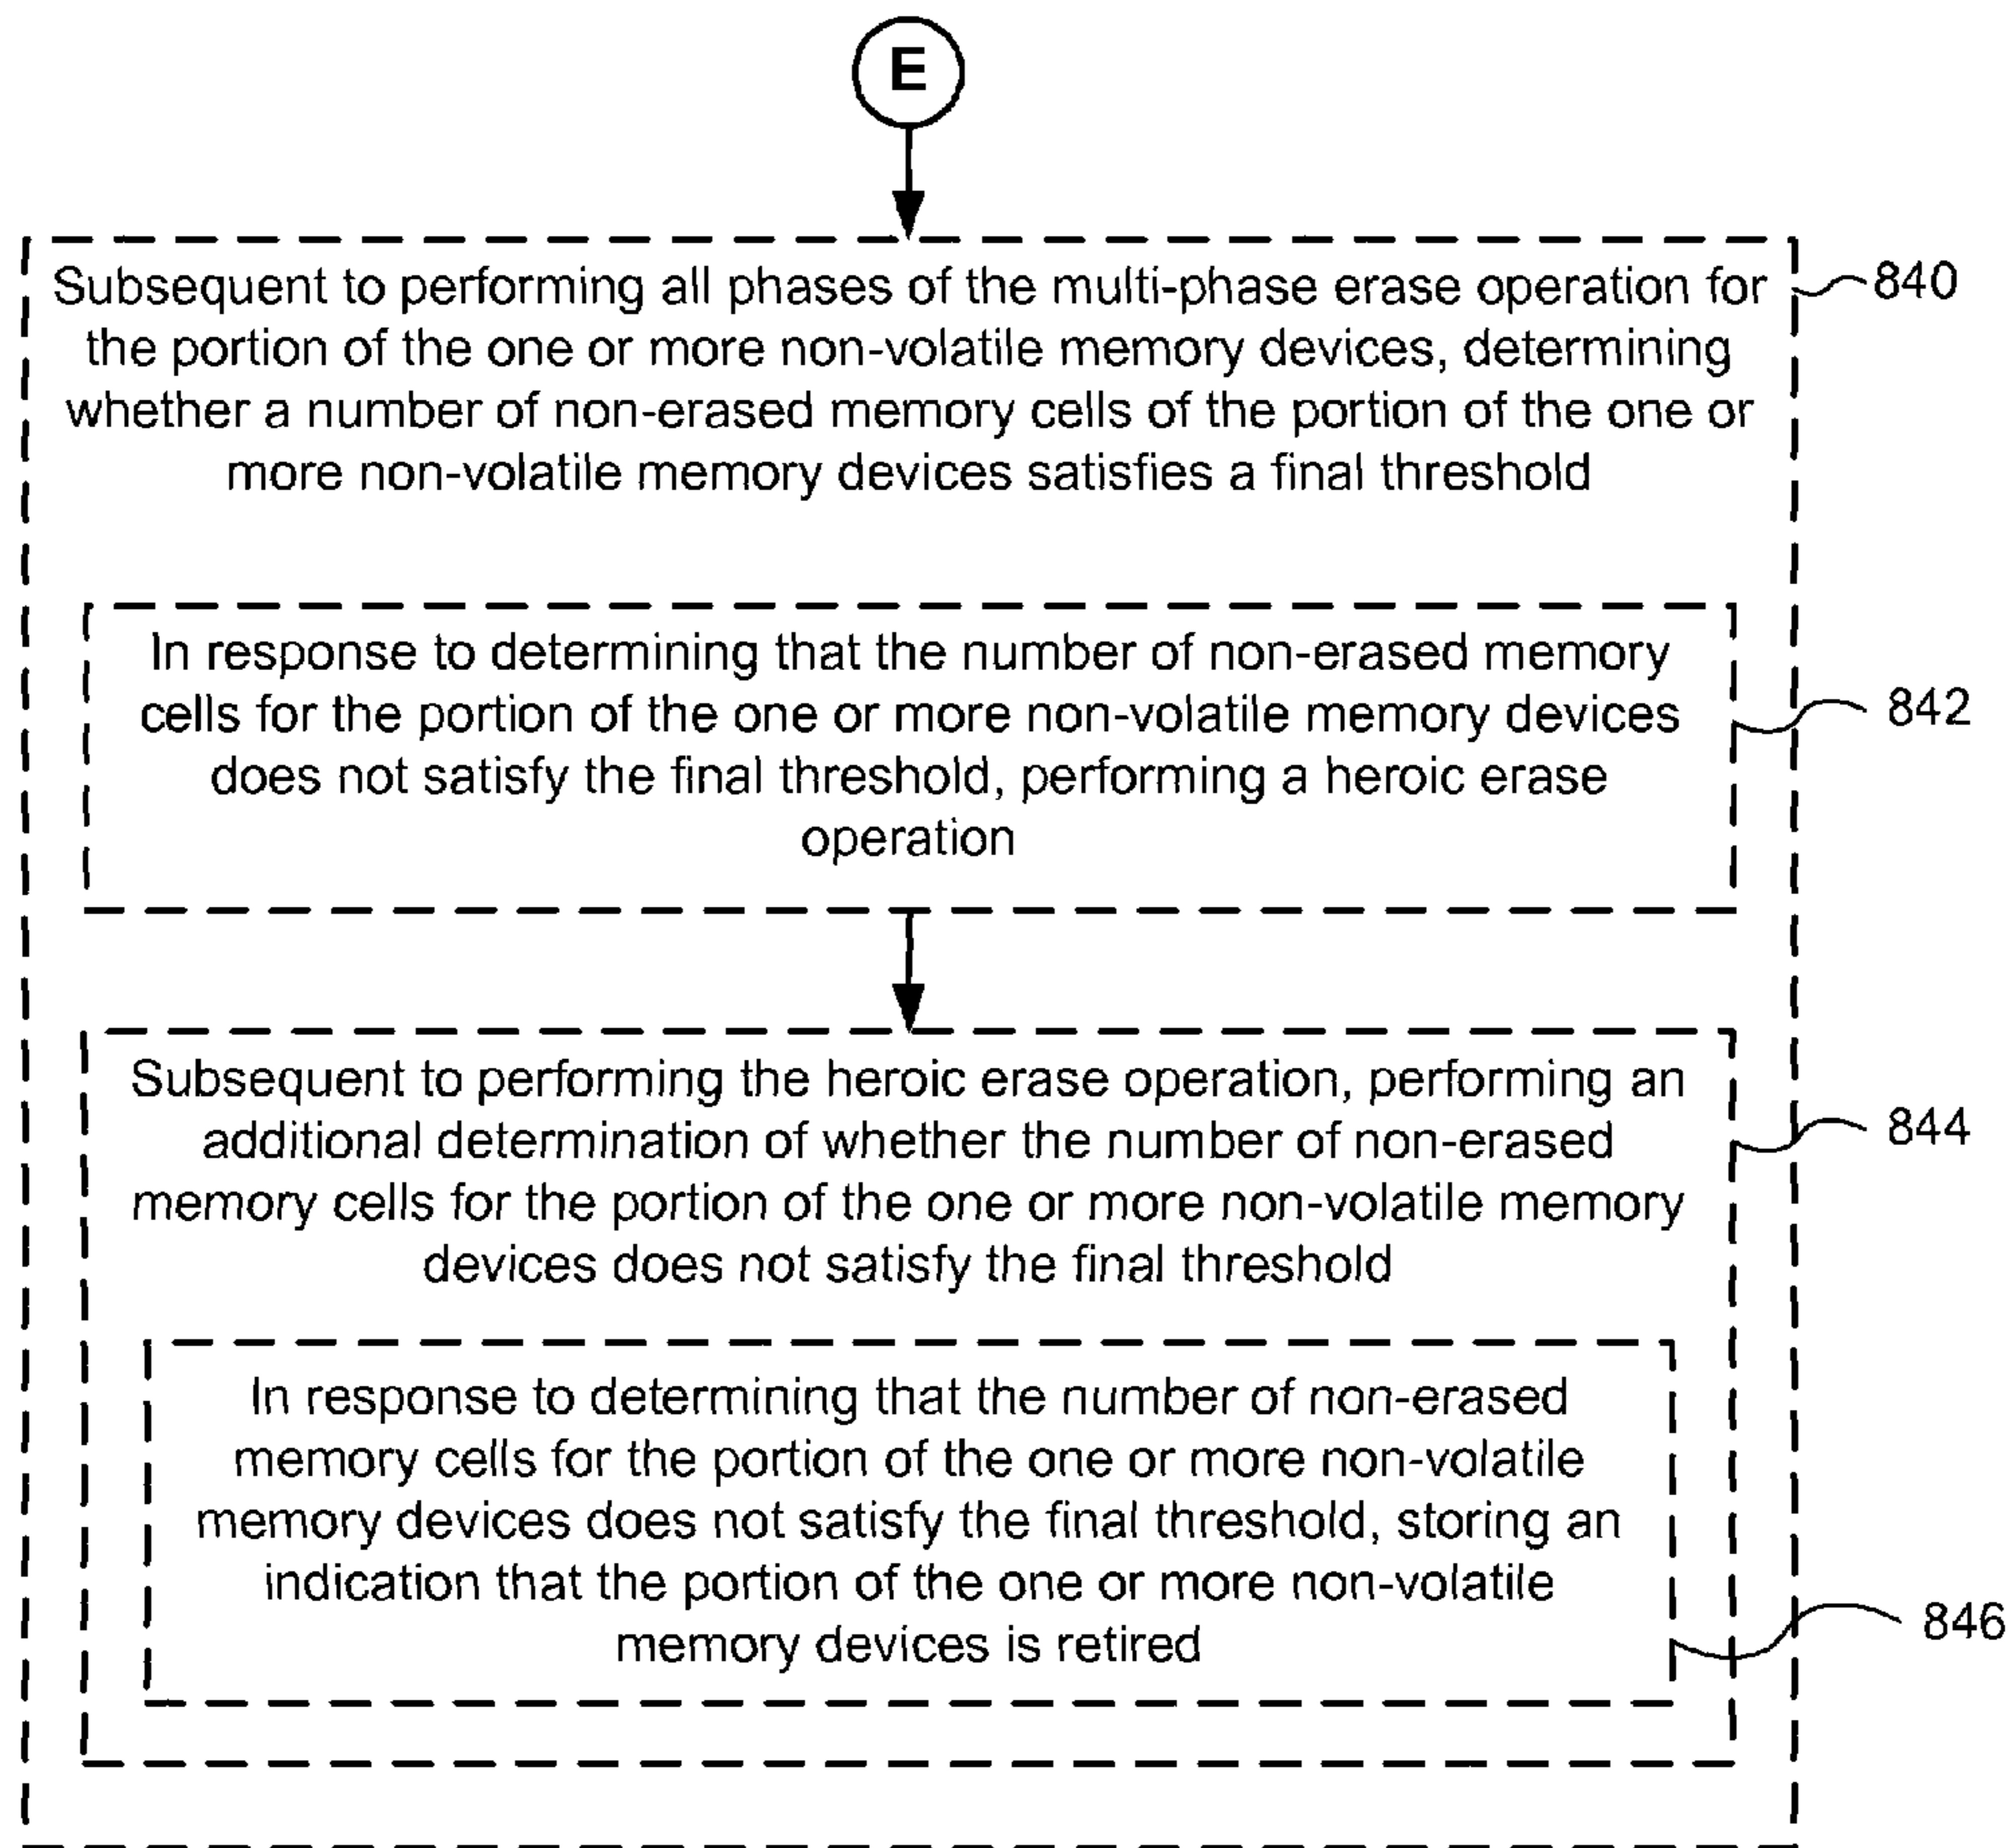 E
Subsequent to performing all phases of the multi-phase erase operation for
the portion of the one or more non-volatile memory devices, determining
whether a number of non-erased memory cells of the portion of the one or
more non-volatile memory devices satisfies a final threshold
840
In response to determining that the number of non-erased memory
cells for the portion of the one or more non-volatile memory devices
does not satisfy the final threshold, performing a heroic erase
operation
842
Subsequent to performing the heroic erase operation, performing an
additional determination of whether the number of non-erased
memory cells for the portion of the one or more non-volatile memory
devices does not satisfy the final threshold
844
In response to determining that the number of non-erased
memory cells for the portion of the one or more non-volatile
memory devices does not satisfy the final threshold, storing an
indication that the portion of the one or more non-volatile
memory devices is retired
846